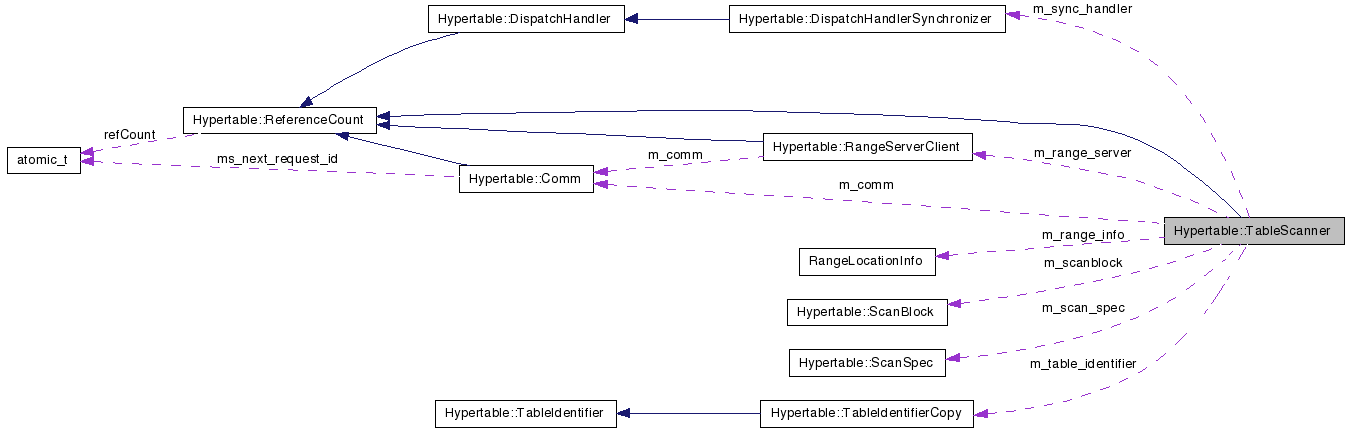 m_sync_handler
Hypertable::DispatchHandler
Hypertable::DispatchHandlerSynchronizer
Hypertable::ReferenceCount
refCount
Hypertable::RangeServerClient
m_range_server
m_comm
atomic_t
ms_next_request_id
Hypertable::Comm
m_comm
Hypertable::TableScanner
m_range_info
RangeLocationInfo
m_scanblock
Hypertable::ScanBlock
m_scan_spec
Hypertable::ScanSpec
m_table_identifier
Hypertable::TableIdentifier
Hypertable::TableIdentifierCopy